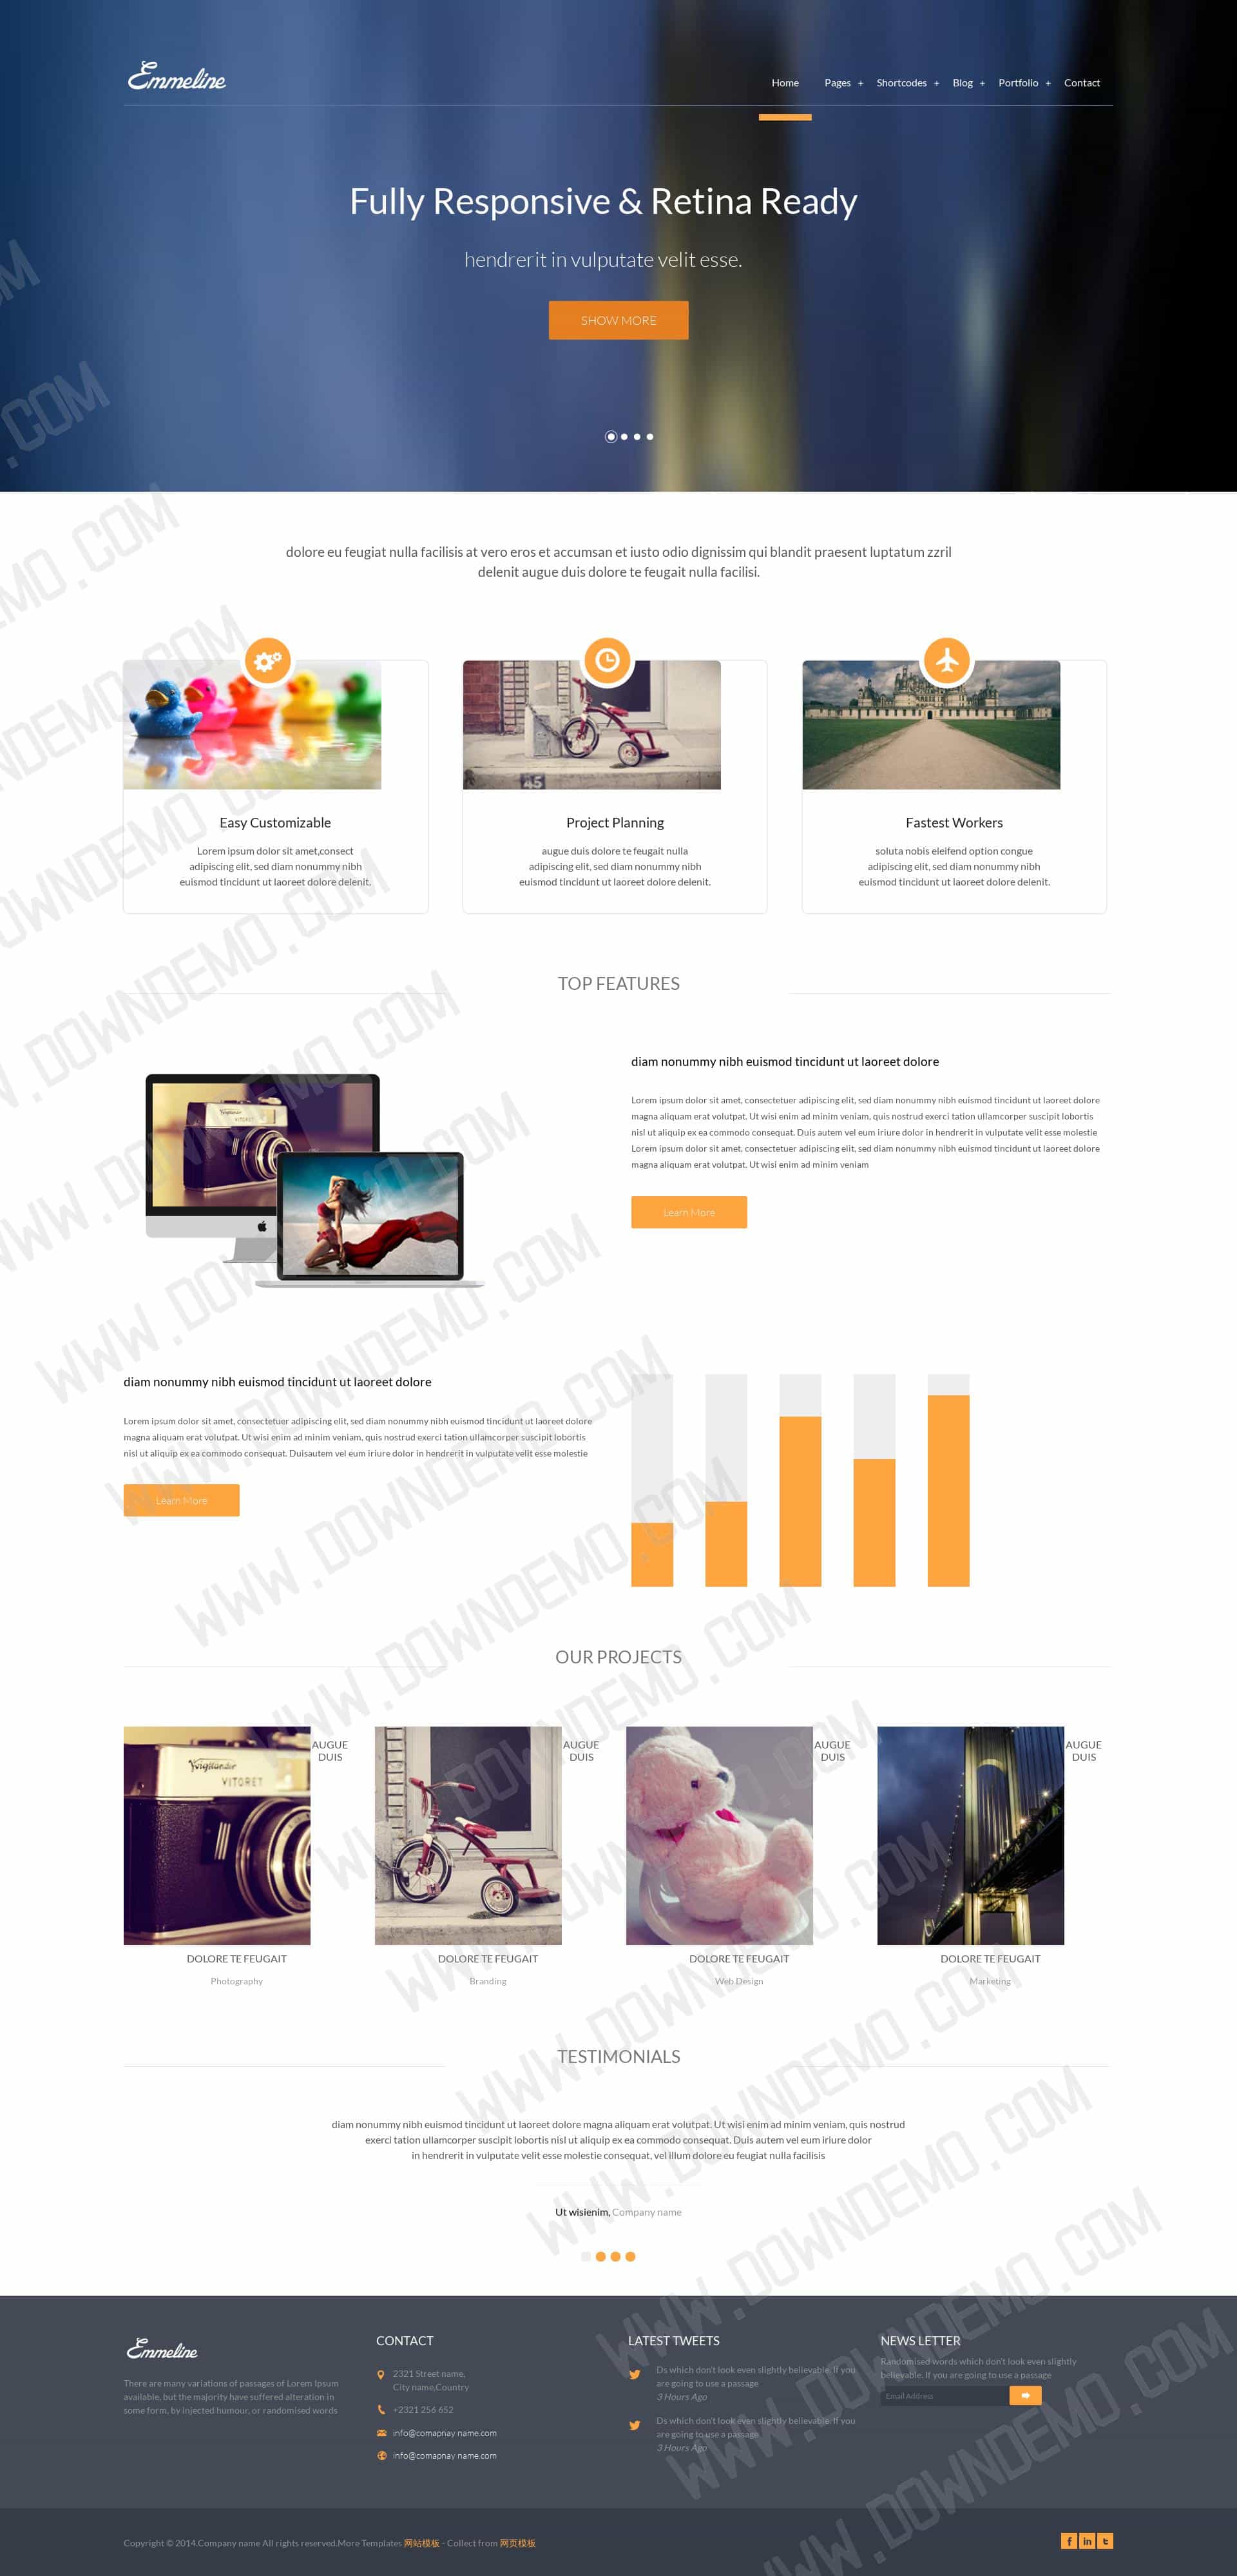 Emmeline
Home Pages + Shortcodes + Blog + Portfolio + Contact
Fully Responsive & Retina Ready
hendrerit in vulputate velit esse.
SHOW MORE
dolore eu feugiat nulla facilisis at vero eros et accumsan et iusto odio dignissim qui blandit praesent luptatum zzril
delenit augue duis dolore te feugait nulla facilisi.
45
Easy Customizable
Lorem ipsum dolor sit amet,consect
adipiscing elit, sed diam nonummy nibh
euismod tincidunt ut laoreet dolore delenit.
Project Planning
augue duis dolore te feugait nulla
adipiscing elit, sed diam nonummy nibh
euismod tincidunt ut laoreet dolore delenit.
Fastest Workers
soluta nobis eleifend option congue
adipiscing elit, sed diam nonummy nibh
euismod tincidunt ut laoreet dolore delenit.
TOP FEATURES
Voigtländer
VITORET
diam nonummy nibh euismod tincidunt ut laoreet dolore
Lorem ipsum dolor sit amet, consectetuer adipiscing elit, sed diam nonummy nibh euismod tincidunt ut laoreet dolore
magna aliquam erat volutpat. Ut wisi enim ad minim veniam, quis nostrud exerci tation ullamcorper suscipit lobortis
nisl ut aliquip ex ea commodo consequat. Duis autem vel eum iriure dolor in hendrerit in vulputate velit esse molestie
Lorem ipsum dolor sit amet, consectetuer adipiscing elit, sed diam nonummy nibh euismod tincidunt ut laoreet dolore
magna aliquam erat volutpat. Ut wisi enim ad minim veniam
Learn More
diam nonummy nibh euismod tincidunt ut laoreet dolore
Lorem ipsum dolor sit amet, consectetuer adipiscing elit, sed diam nonummy nibh euismod tincidunt ut laoreet dolore
magna aliquam erat volutpat. Ut wisi enim ad minim veniam, quis nostrud exerci tation ullamcorper suscipit lobortis
nisl ut aliquip ex ea commodo consequat. Duisautem vel eum iriure dolor in hendrerit in vulputate velit esse molestie
Learn More
OUR PROJECTS
Voigtländer
VITORET
AUGUE
DUIS
AUGUE
DUIS
AUGUE
DUIS
AUGUE
DUIS
DOLORE TE FEUGAIT
Photography
DOLORE TE FEUGAIT
Branding
DOLORE TE FEUGAIT
Web Design
DOLORE TE FEUGAIT
Marketing
TESTIMONIALS
diam nonummy nibh euismod tincidunt ut laoreet dolore magna aliquam erat volutpat. Ut wisi enim ad minim veniam, quis nostrud
exerci tation ullamcorper suscipit lobortis nisl ut aliquip ex ea commodo consequat. Duis autem vel eum iriure dolor
in hendrerit in vulputate velit esse molestie consequat, vel illum dolore eu feugiat nulla facilisis
Ut wisienim, Company name
Emmeline
There are many variations of passages of Lorem Ipsum
available, but the majority have suffered alteration in
some form, by injected humour, or randomised words
CONTACT
2321 Street name,
City name,Country
+2321 256 652
info@comapnay name.com
info@comapnay name.com
LATEST TWEETS
Ds which don't look even slightly believable. If you
are going to use a passage
3 Hours Ago
Ds which don't look even slightly believable. If you
are going to use a passage
3 Hours Ago
NEWS LETTER
Randomised words which don't look even slightly
believable. If you are going to use a passage
Email Address
Copyright © 2014.Company name All rights reserved.More Templates 网站模板 - Collect from 网页模板
WWW.DOWNDEMO.COM